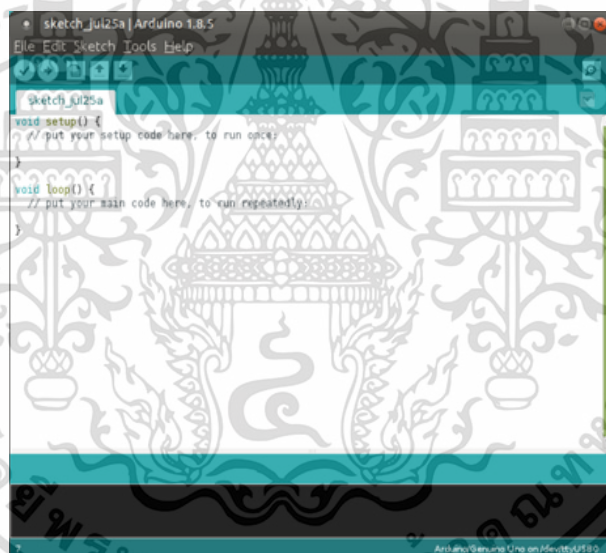 sketch_jul25a | Arduino 1.8.5
File Edit Sketch Tools Help
sketch_jul25a
void setup() {
// put your setup code here, to run once:
}
void loop() {
// put your main code here, to run repeatedly:
}
7
Arduino/Genuino Uno on /dev/ttyUSB0